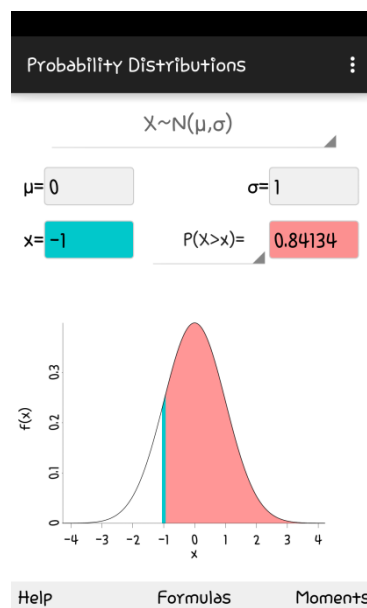 Probability Distributions
X~N(μ,σ)
μ= 0 σ= 1
x= -1 P(X>x)= 0.84134
f(x)
0.3
0.2
0.1
0
-4 -3 -2 -1 0 1 2 3 4
x
Help Formulas Moments